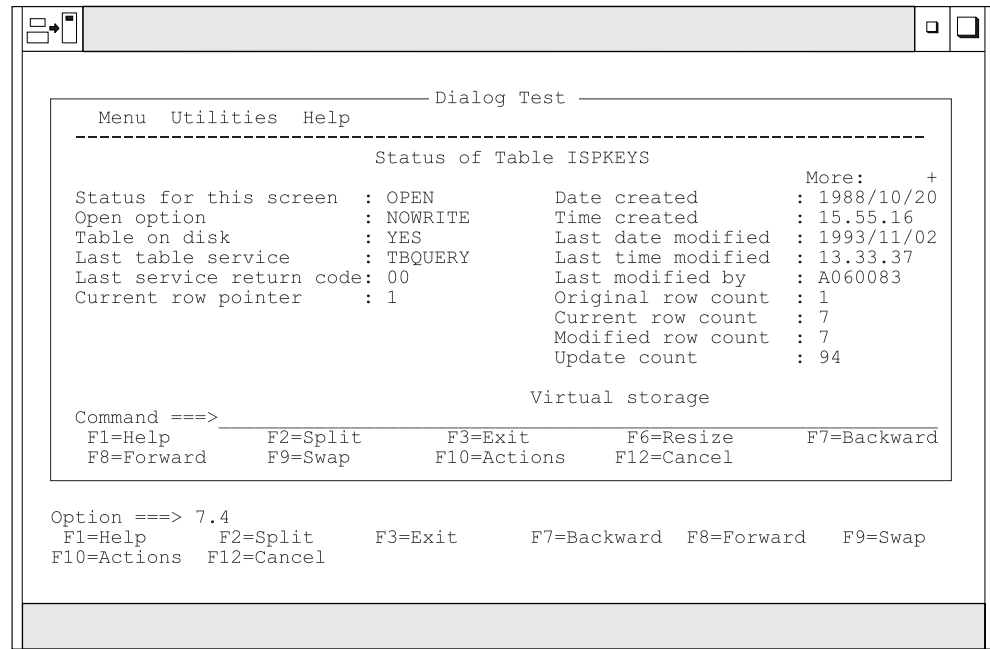 Dialog Test
Menu Utilities Help
Status of Table ISPKEYS
More: +
Status for this screen : OPEN Date created : 1988/10/20
Open option : NOWRITE Time created : 15.55.16
Table on disk : YES Last date modified : 1993/11/02
Last table service : TBQUERY Last time modified : 13.33.37
Last service return code: 00 Last modified by : A060083
Current row pointer : 1 Original row count : 1
Current row count : 7
Modified row count : 7
Update count : 94
Virtual storage
Command ===>
F1=Help F2=Split F3=Exit F6=Resize F7=Backward
F8=Forward F9=Swap F10=Actions F12=Cancel
Option ===> 7.4
F1=Help F2=Split F3=Exit F7=Backward F8=Forward F9=Swap
F10=Actions F12=Cancel